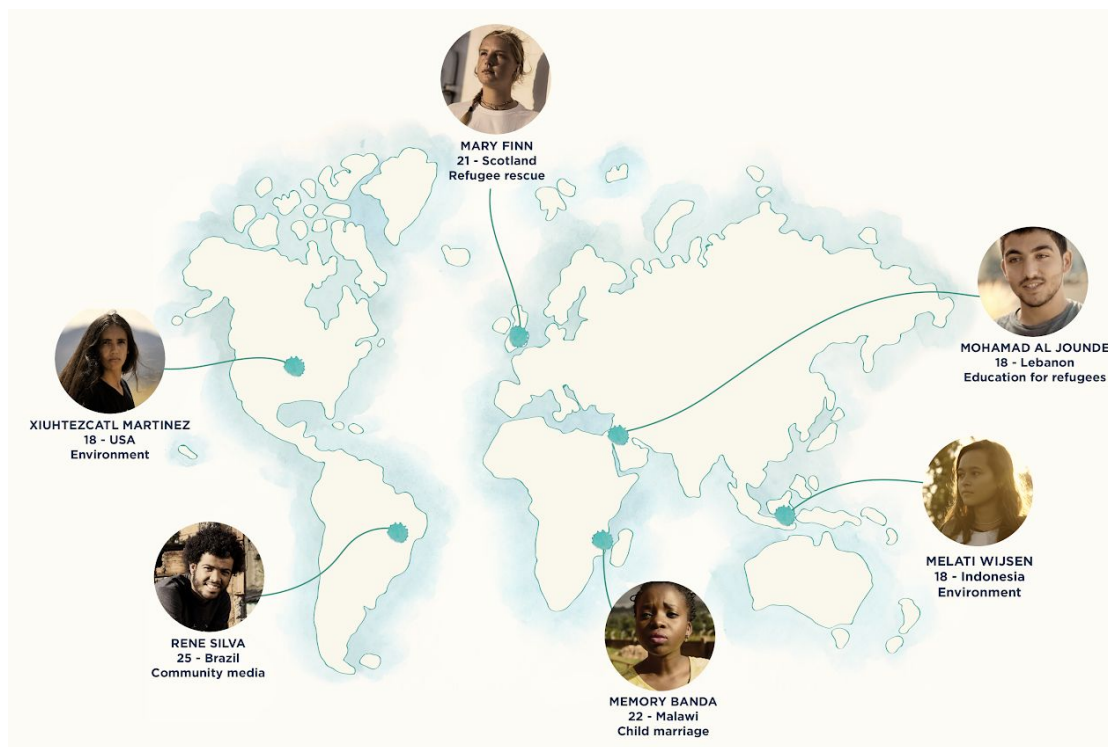 MARY FINN
21 - Scotland
Refugee rescue
MOHAMAD AL JOUNDE
18 - Lebanon
Education for refugees
XIUHTEZCATL MARTINEZ
18 - USA
Environment
MELATI WIJSEN
18 - Indonesia
Environment
RENE SILVA
25 - Brazil
Community media
MEMORY BANDA
22 - Malawi
Child marriage